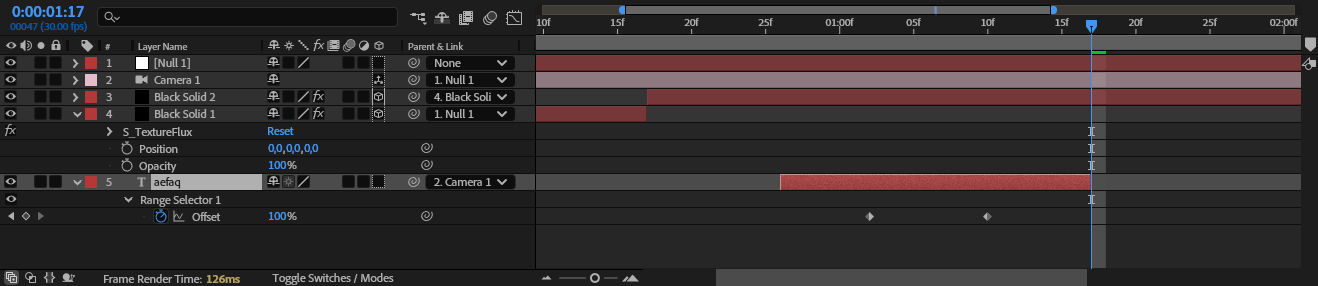 0:00:01:17
00047 (30.00 fps)
10f 15f 20f 25f 01:00f 05f 10f 15f 20f 25f 02:00f
# Layer Name fx Parent & Link
1 [Null 1] None
2 Camera 1 1. Null 1
3 Black Solid 2 fx 4. Black Soli
4 Black Solid 1 fx 1. Null 1
fx S_TextureFlux Reset
Position 0,0,0,0,0,0
Opacity 100%
5 T aefaq 2. Camera 1
Range Selector 1
Offset 100%
Frame Render Time: 126ms Toggle Switches / Modes